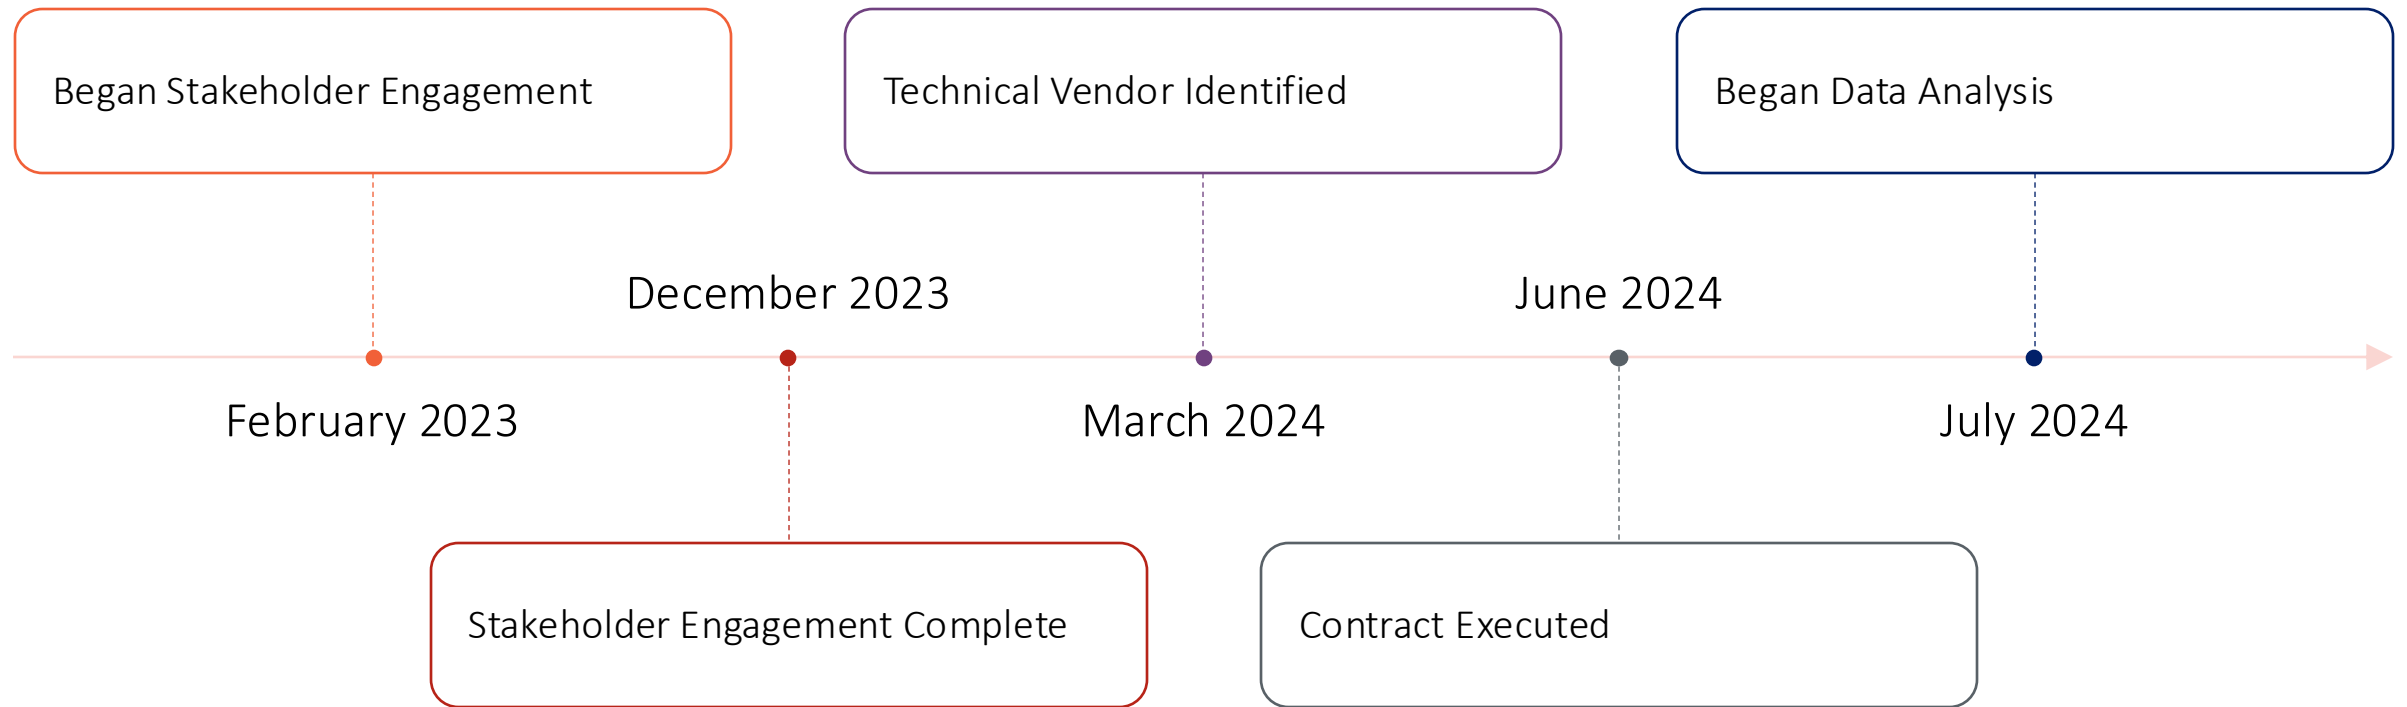 Began Stakeholder Engagement
Technical Vendor Identified
Began Data Analysis
December 2023
June 2024
February 2023
March 2024
July 2024
Stakeholder Engagement Complete
Contract Executed